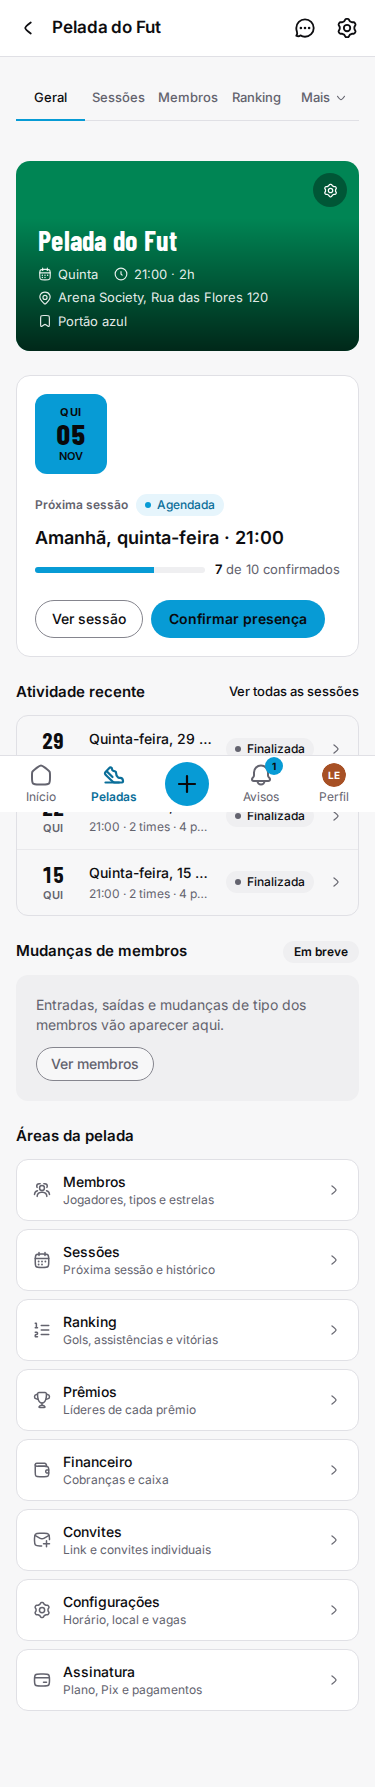 Pelada do Fut
Geral
Sessões
Membros
Ranking
Mais
Pelada do Fut
Quinta
21:00 · 2h
Arena Society, Rua das Flores 120
Portão azul
QUI
05
NOV
Próxima sessão
Agendada
Amanhã, quinta-feira · 21:00
7 de 10 confirmados
Ver sessão
Confirmar presença
Atividade recente
Ver todas as sessões
29
Quinta-feira, 29 ...
Finalizada
Início
Peladas
1
Avisos
LE
Perfil
QUI
21:00 · 2 times · 4 p...
Finalizada
15
QUI
Quinta-feira, 15 ...
21:00 · 2 times · 4 p...
Finalizada
Mudanças de membros
Em breve
Entradas, saídas e mudanças de tipo dos
membros vão aparecer aqui.
Ver membros
Áreas da pelada
Membros
Jogadores, tipos e estrelas
Sessões
Próxima sessão e histórico
Ranking
Gols, assistências e vitórias
Prêmios
Líderes de cada prêmio
Financeiro
Cobranças e caixa
Convites
Link e convites individuais
Configurações
Horário, local e vagas
Assinatura
Plano, Pix e pagamentos